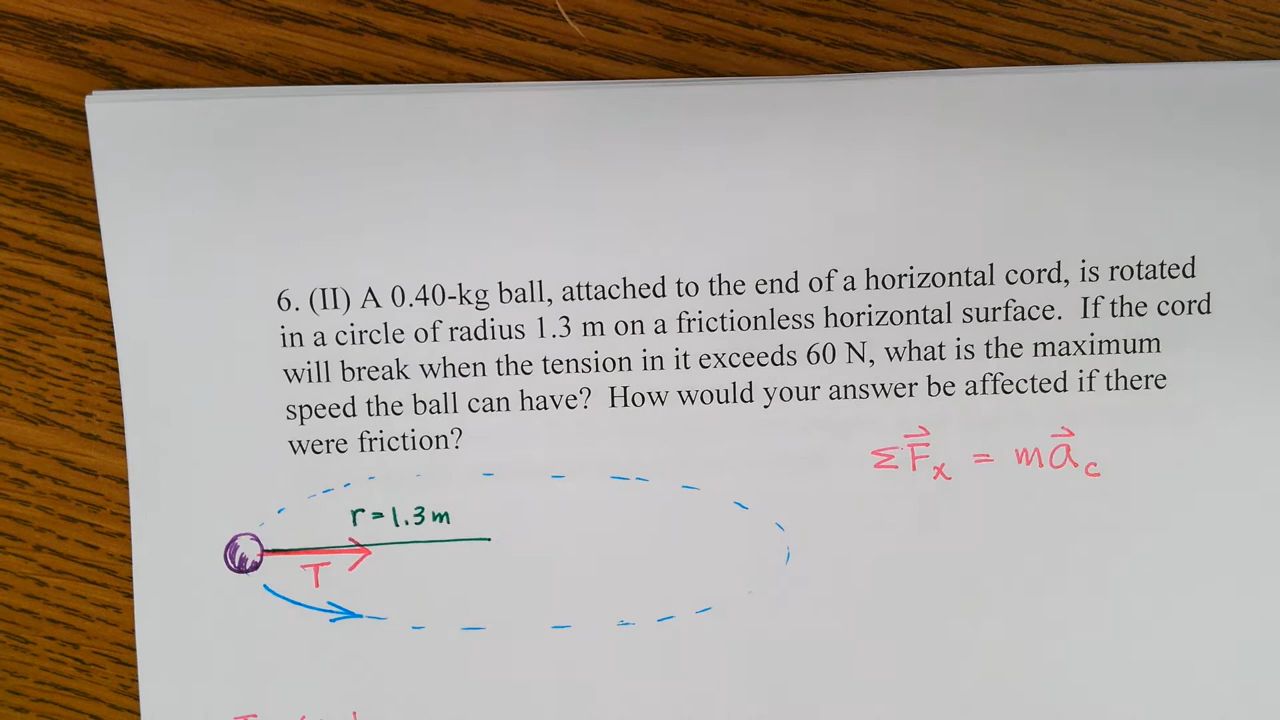 6. (II) A 0.40-kg ball, attached to the end of a horizontal cord, is rotated
in a circle of radius 1.3 m on a frictionless horizontal surface. If the cord
will break when the tension in it exceeds 60 N, what is the maximum
speed the ball can have? How would your answer be affected if there
were friction?
ΣF⃗ₓ = ma⃗꜀
r = 1.3 m
T